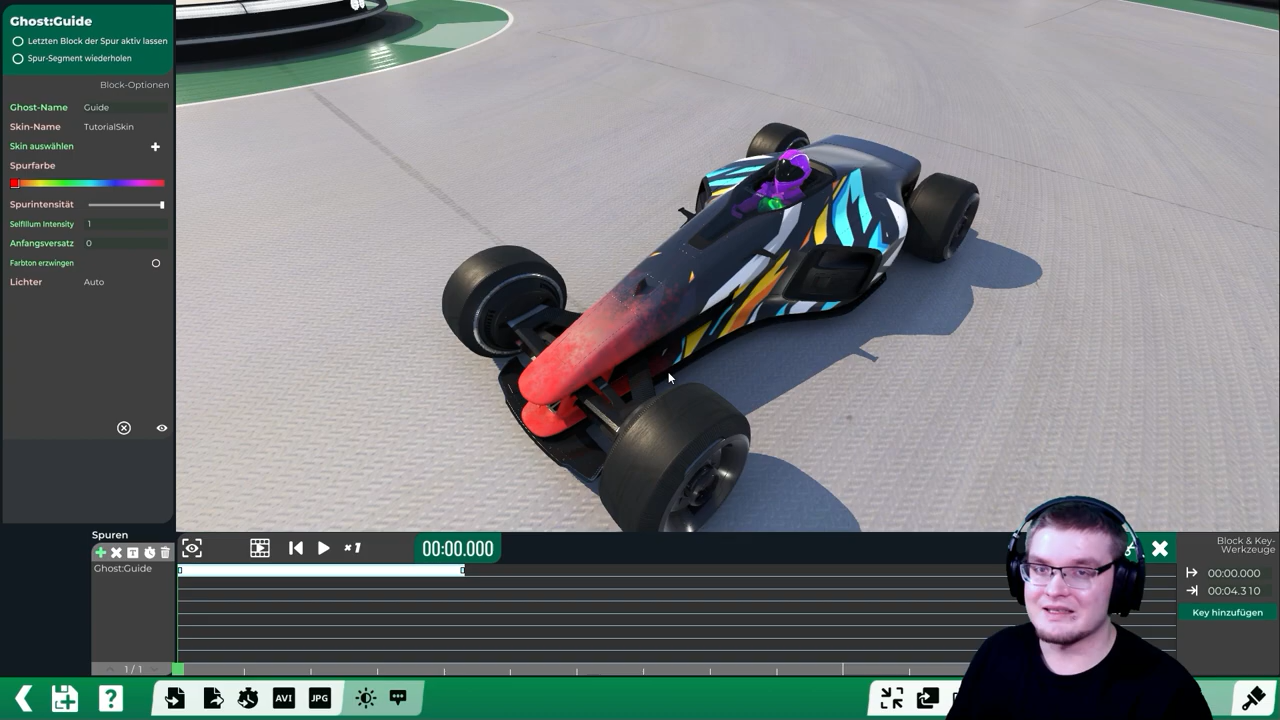 Ghost:Guide
Letzten Block der Spur aktiv lassen
Spur-Segment wiederholen
Block-Optionen
Ghost-Name Guide
Skin-Name TutorialSkin
Skin auswählen
Spurfarbe
Spurintensität
SelfIllum Intensity 1
Anfangsversatz 0
Farbton erzwingen
Lichter Auto
Spuren
Ghost:Guide
1 / 1
×1
00:00.000
AVI
JPG
Block & Key-
Werkzeuge
00:00.000
00:04.310
Key hinzufügen